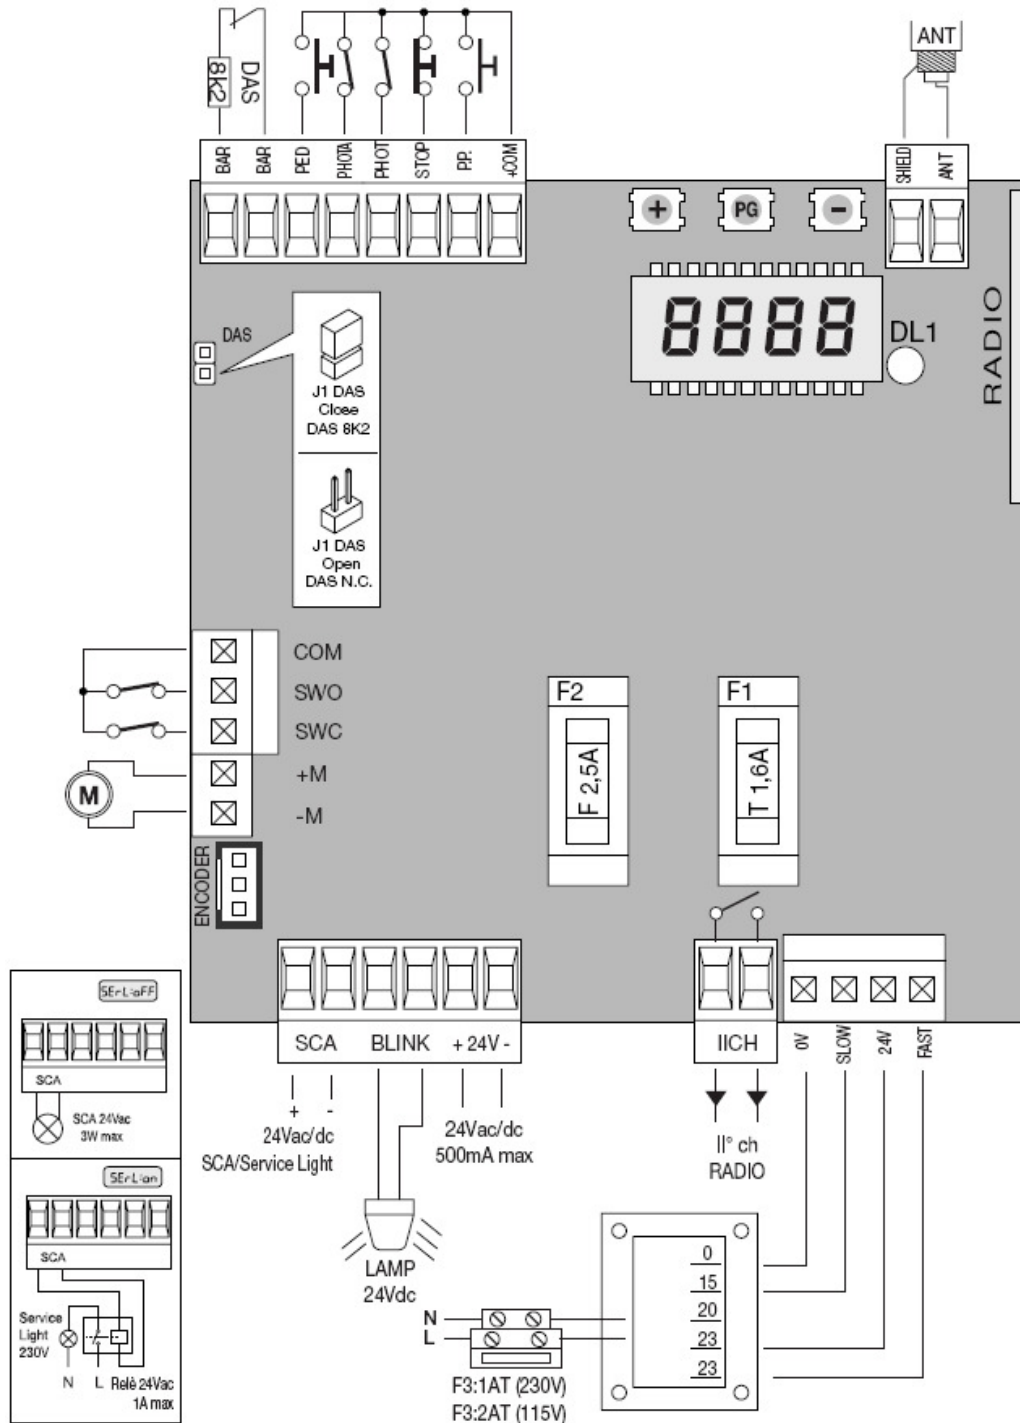 ANT
8k2
DAS
BAR
BAR
PED
PHOTA
PHOT
STOP
P.P.
+COM
SHIELD
ANT
+
PG
-
8888
DL1
RADIO
DAS
J1 DAS
Close
DAS 8K2
J1 DAS
Open
DAS N.C.
COM
SWO
SWC
+M
-M
M
ENCODER
F2
F 2,5A
F1
T 1,6A
SCA
BLINK
+ 24V -
IICH
0V
SLOW
24V
FAST
+ -
24Vac/dc
SCA/Service Light
24Vac/dc
500mA max
II° ch
RADIO
LAMP
24Vdc
N
L
F3:1AT (230V)
F3:2AT (115V)
0
15
20
23
23
SErL:oFF
SCA
SCA 24Vac
3W max
SErL:on
SCA
Service
Light
230V
N L
Relè 24Vac
1A max